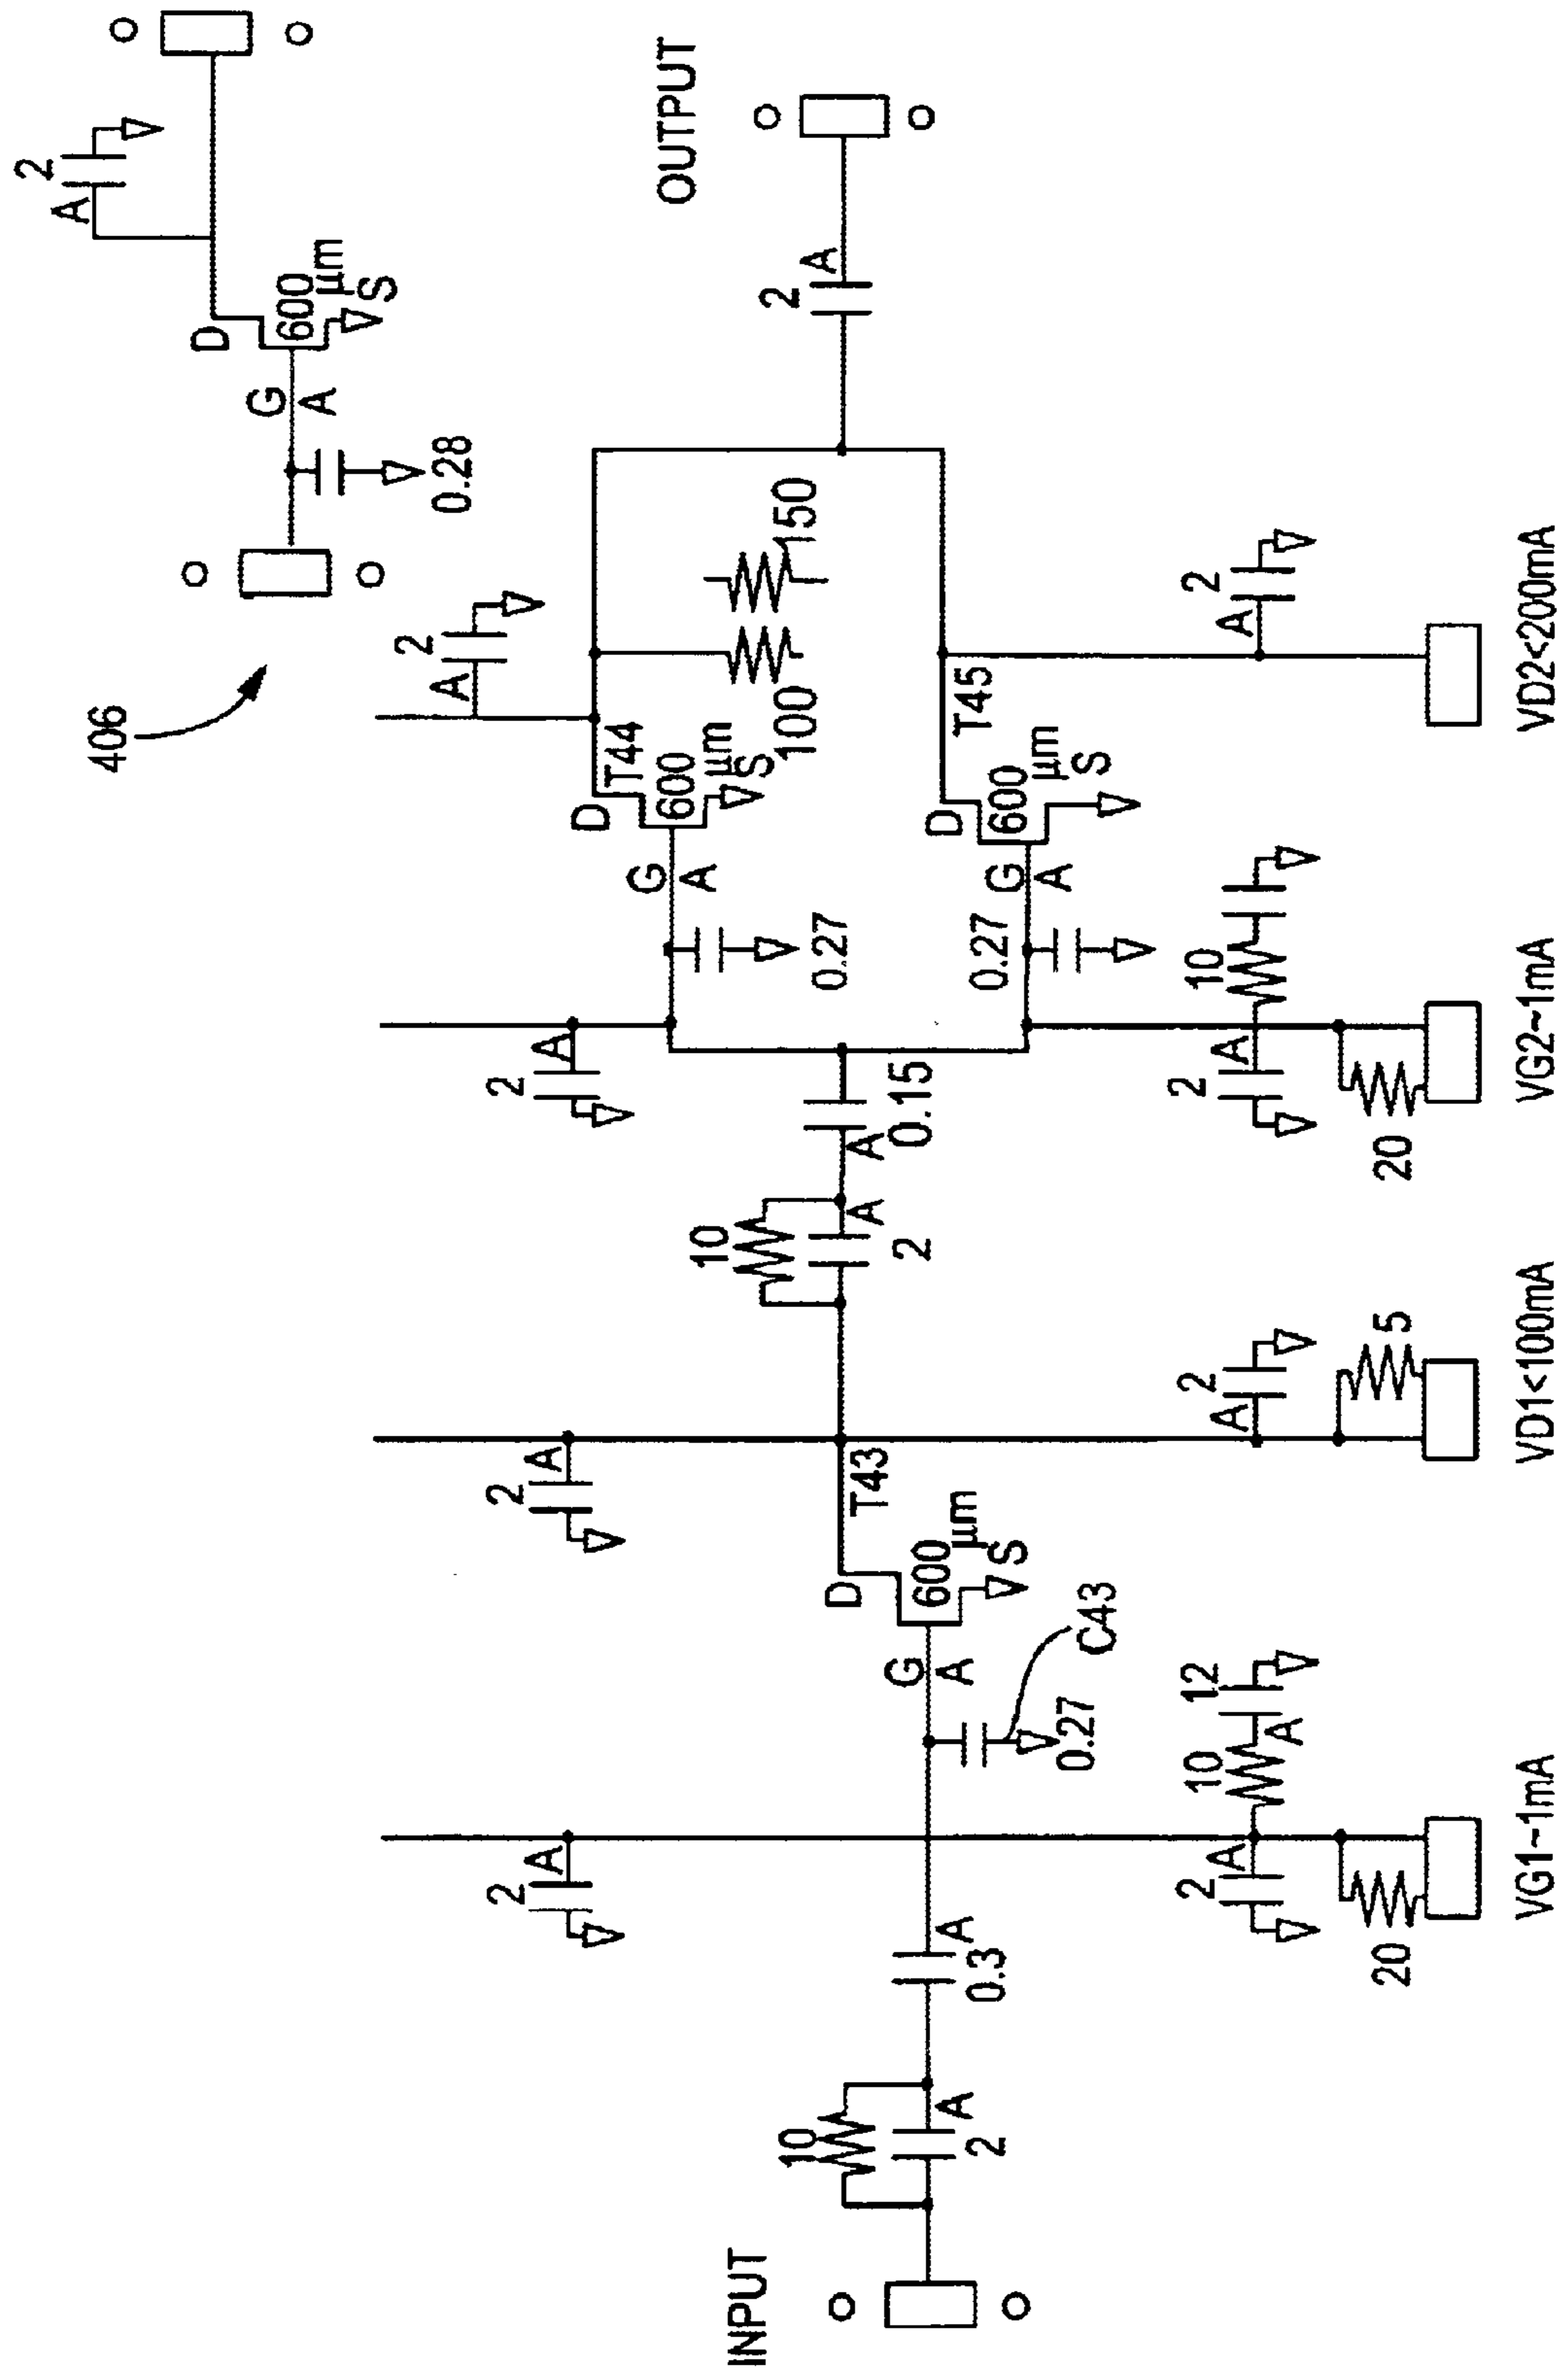 2
A
406
D
G
600
µm
A
S
0.28
2
A
2
2
2
A
A
A
D
T44
G
600
µm
A
S
OUTPUT
10
INPUT
2
A
10
100
150
0.27
D
T43
A
A
2
0.15
G
600
µm
A
S
D
T45
A
2
A
0.3
0.27
G
600
µm
A
S
0.27
C43
2
10
12
2
2
10
2
A
A
A
A
A
20
5
20
VG1~1mA
VD1<100mA
VG2~1mA
VD2<200mA